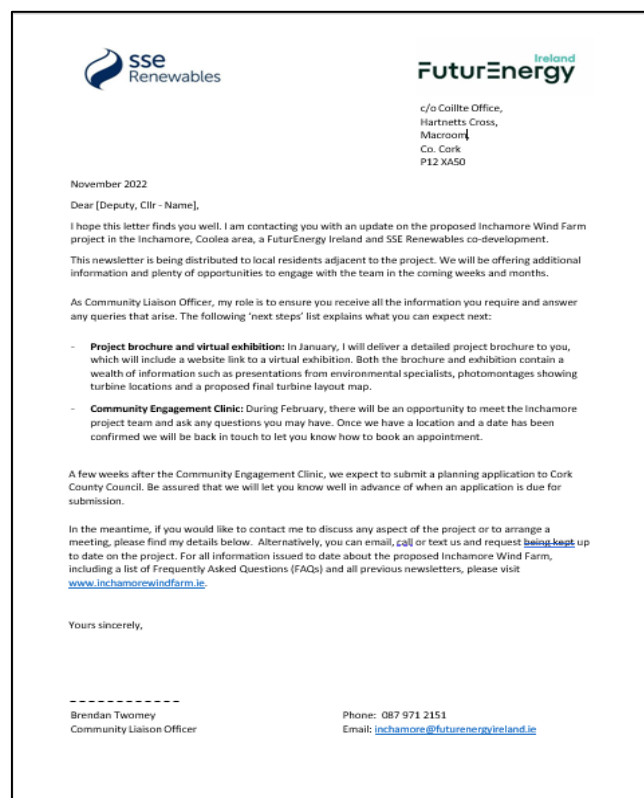 sse
Renewables
Ireland
FuturEnergy
c/o Coillte Office,
Hartnetts Cross,
Macroom,
Co. Cork
P12 XA50
November 2022
Dear [Deputy, Cllr - Name],
I hope this letter finds you well. I am contacting you with an update on the proposed Inchamore Wind Farm
project in the Inchamore, Coolea area, a FuturEnergy Ireland and SSE Renewables co-development.
This newsletter is being distributed to local residents adjacent to the project. We will be offering additional
information and plenty of opportunities to engage with the team in the coming weeks and months.
As Community Liaison Officer, my role is to ensure you receive all the information you require and answer
any queries that arise. The following ‘next steps’ list explains what you can expect next:
- Project brochure and virtual exhibition: In January, I will deliver a detailed project brochure to you,
which will include a website link to a virtual exhibition. Both the brochure and exhibition contain a
wealth of information such as presentations from environmental specialists, photomontages showing
turbine locations and a proposed final turbine layout map.
- Community Engagement Clinic: During February, there will be an opportunity to meet the Inchamore
project team and ask any questions you may have. Once we have a location and a date has been
confirmed we will be back in touch to let you know how to book an appointment.
A few weeks after the Community Engagement Clinic, we expect to submit a planning application to Cork
County Council. Be assured that we will let you know well in advance of when an application is due for
submission.
In the meantime, if you would like to contact me to discuss any aspect of the project or to arrange a
meeting, please find my details below. Alternatively, you can email, call or text us and request being kept up
to date on the project. For all information issued to date about the proposed Inchamore Wind Farm,
including a list of Frequently Asked Questions (FAQs) and all previous newsletters, please visit
www.inchamorewindfarm.ie.
Yours sincerely,
Brendan Twomey Phone: 087 971 2151
Community Liaison Officer Email: inchamore@futurenergyireland.ie